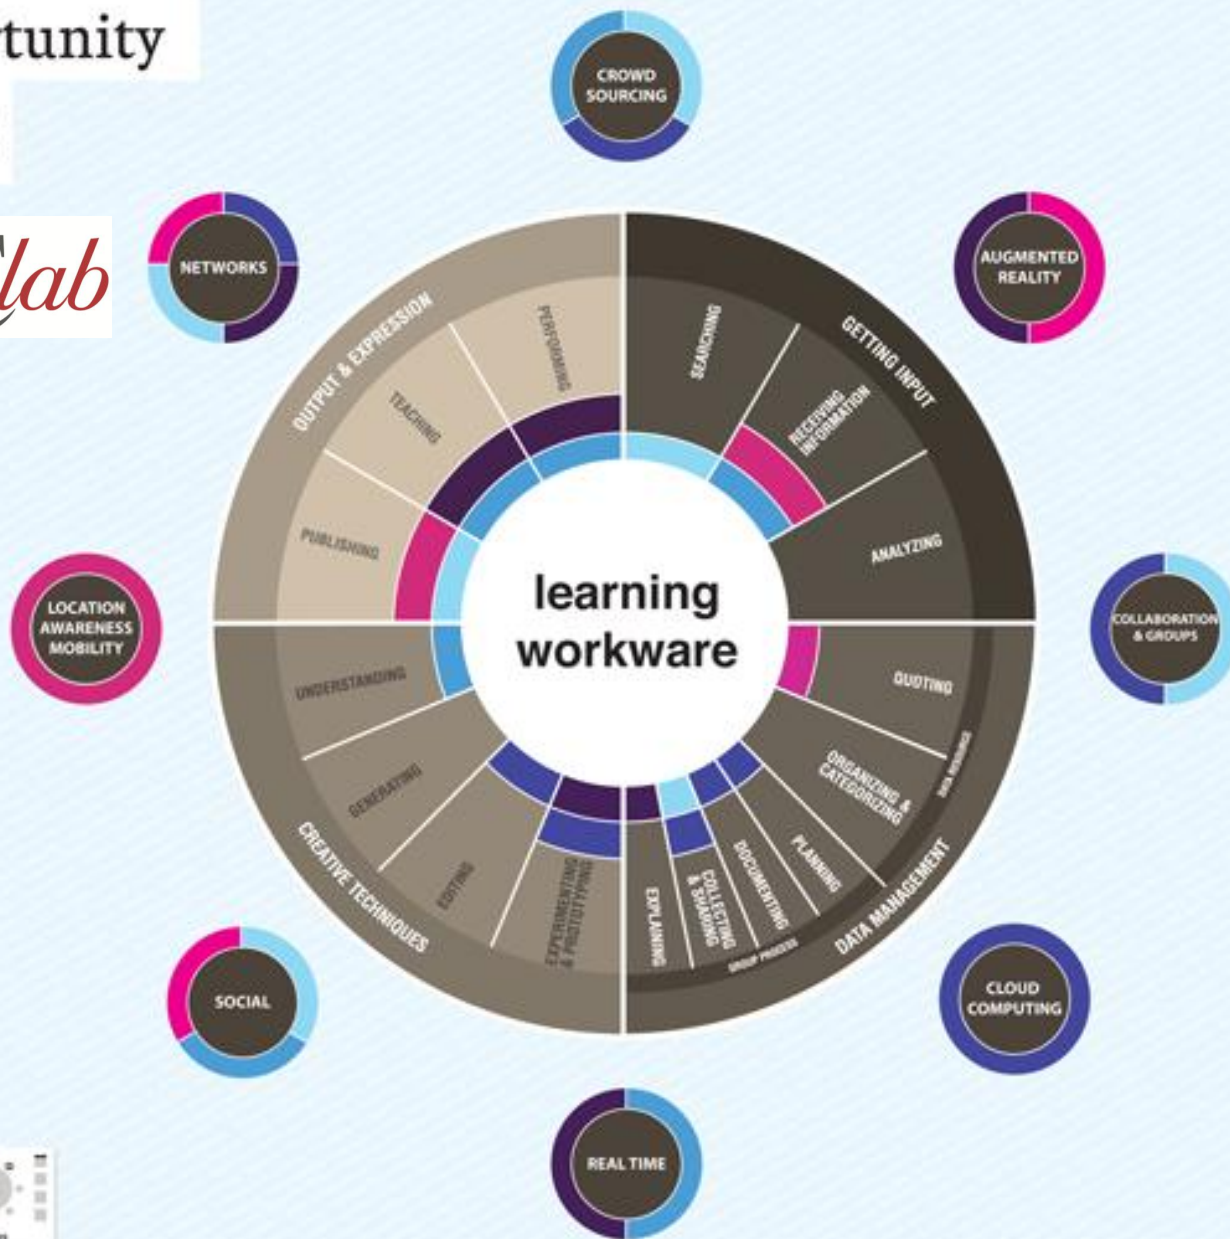 tunity
lab
CROWD
SOURCING
NETWORKS
AUGMENTED
REALITY
OUTPUT & EXPRESSION
PERFORMING
TEACHING
PUBLISHING
GETTING INPUT
SEARCHING
RECEIVING
INFORMATION
ANALYZING
LOCATION
AWARENESS
MOBILITY
learning
workware
COLLABORATION
& GROUPS
UNDERSTANDING
GENERATING
EDITING
EXPERIMENTING
& PROTOTYPING
CREATIVE TECHNIQUES
QUOTING
ORGANIZING &
CATEGORIZING
PLANNING
DOCUMENTING
COLLECTING
& SHARING
EXPLAINING
DATA RESOURCE
GROUP PROCESS
DATA MANAGEMENT
SOCIAL
CLOUD
COMPUTING
REAL TIME